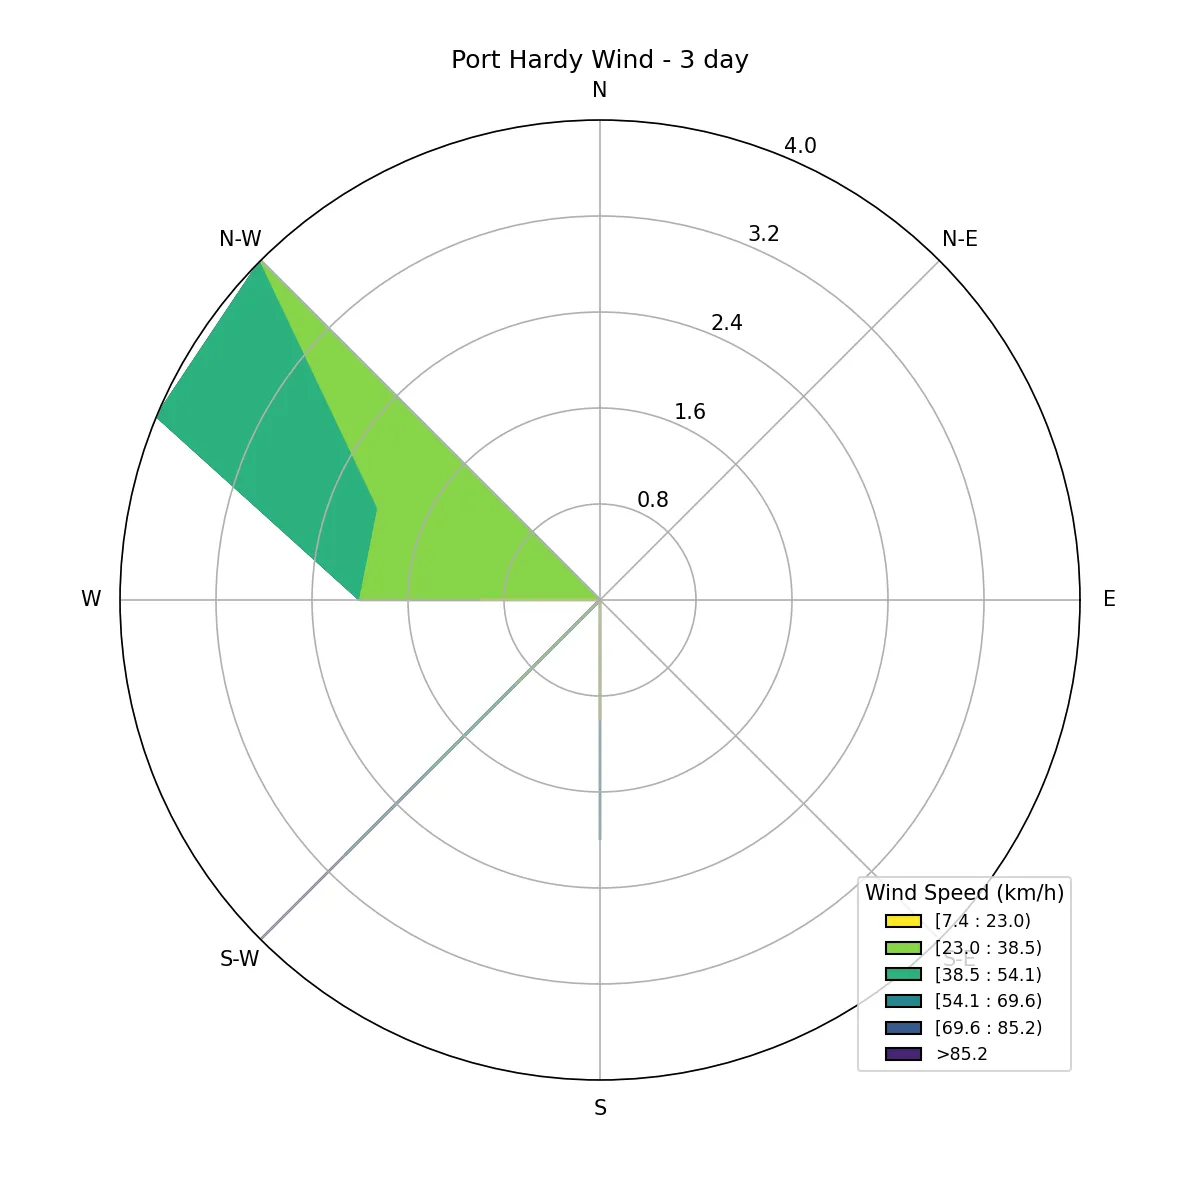 Port Hardy Wind - 3 day
N
4.0
3.2
N-W
N-E
2.4
1.6
0.8
W
E
S-W
S-E
S
Wind Speed (km/h)
[7.4 : 23.0)
[23.0 : 38.5)
[38.5 : 54.1)
[54.1 : 69.6)
[69.6 : 85.2)
>85.2